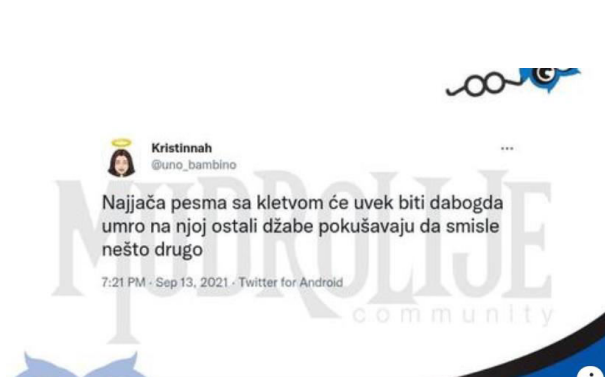 Kristinnah
@uno_bambino
Najjača pesma sa kletvom će uvek biti dabogda
umro na njoj ostali džabe pokušavaju da smisle
nešto drugo
7:21 PM · Sep 13, 2021 · Twitter for Android
MUDROLIJE
community